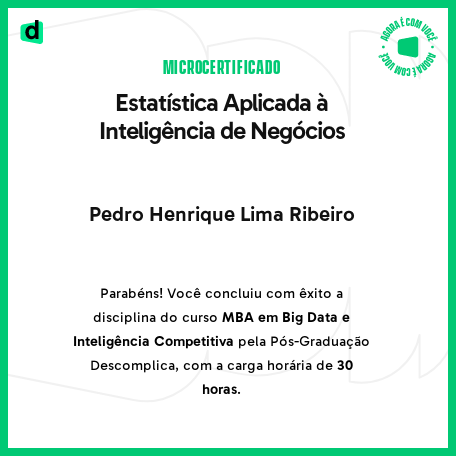 d
AGORA É COM VOCÊ • AGORA É COM VOCÊ •
MICROCERTIFICADO
Estatística Aplicada à
Inteligência de Negócios
Pedro Henrique Lima Ribeiro
Parabéns! Você concluiu com êxito a
disciplina do curso MBA em Big Data e
Inteligência Competitiva pela Pós-Graduação
Descomplica, com a carga horária de 30
horas.